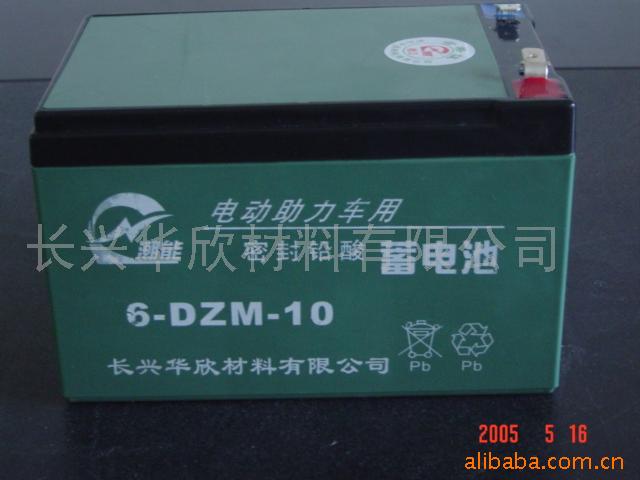 电动助力车用
潮能
密封铅酸 蓄电池
长兴华欣材料有限公司
6-DZM-10
长兴华欣材料有限公司
Pb Pb
2005 5 16
alibaba.com.cn